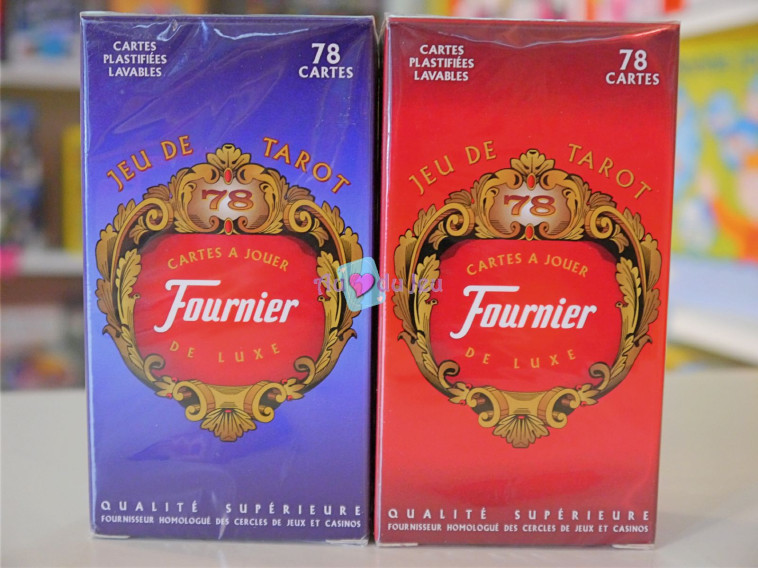 CARTES
PLASTIFIÉES
LAVABLES
78
CARTES
JEU DE TAROT
78
CARTES A JOUER
Fournier
DE LUXE
QUALITÉ SUPÉRIEURE
FOURNISSEUR HOMOLOGUÉ DES CERCLES DE JEUX ET CASINOS
CARTES
PLASTIFIÉES
LAVABLES
78
CARTES
JEU DE TAROT
78
CARTES A JOUER
Fournier
DE LUXE
QUALITÉ SUPÉRIEURE
FOURNISSEUR HOMOLOGUÉ DES CERCLES DE JEUX ET CASINOS
du Jeu